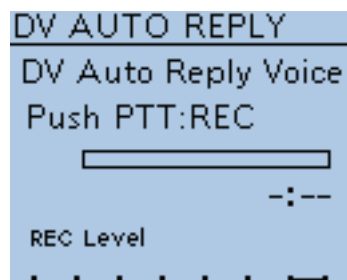 DV AUTO REPLY
DV Auto Reply Voice
Push PTT:REC
-:--
REC Level